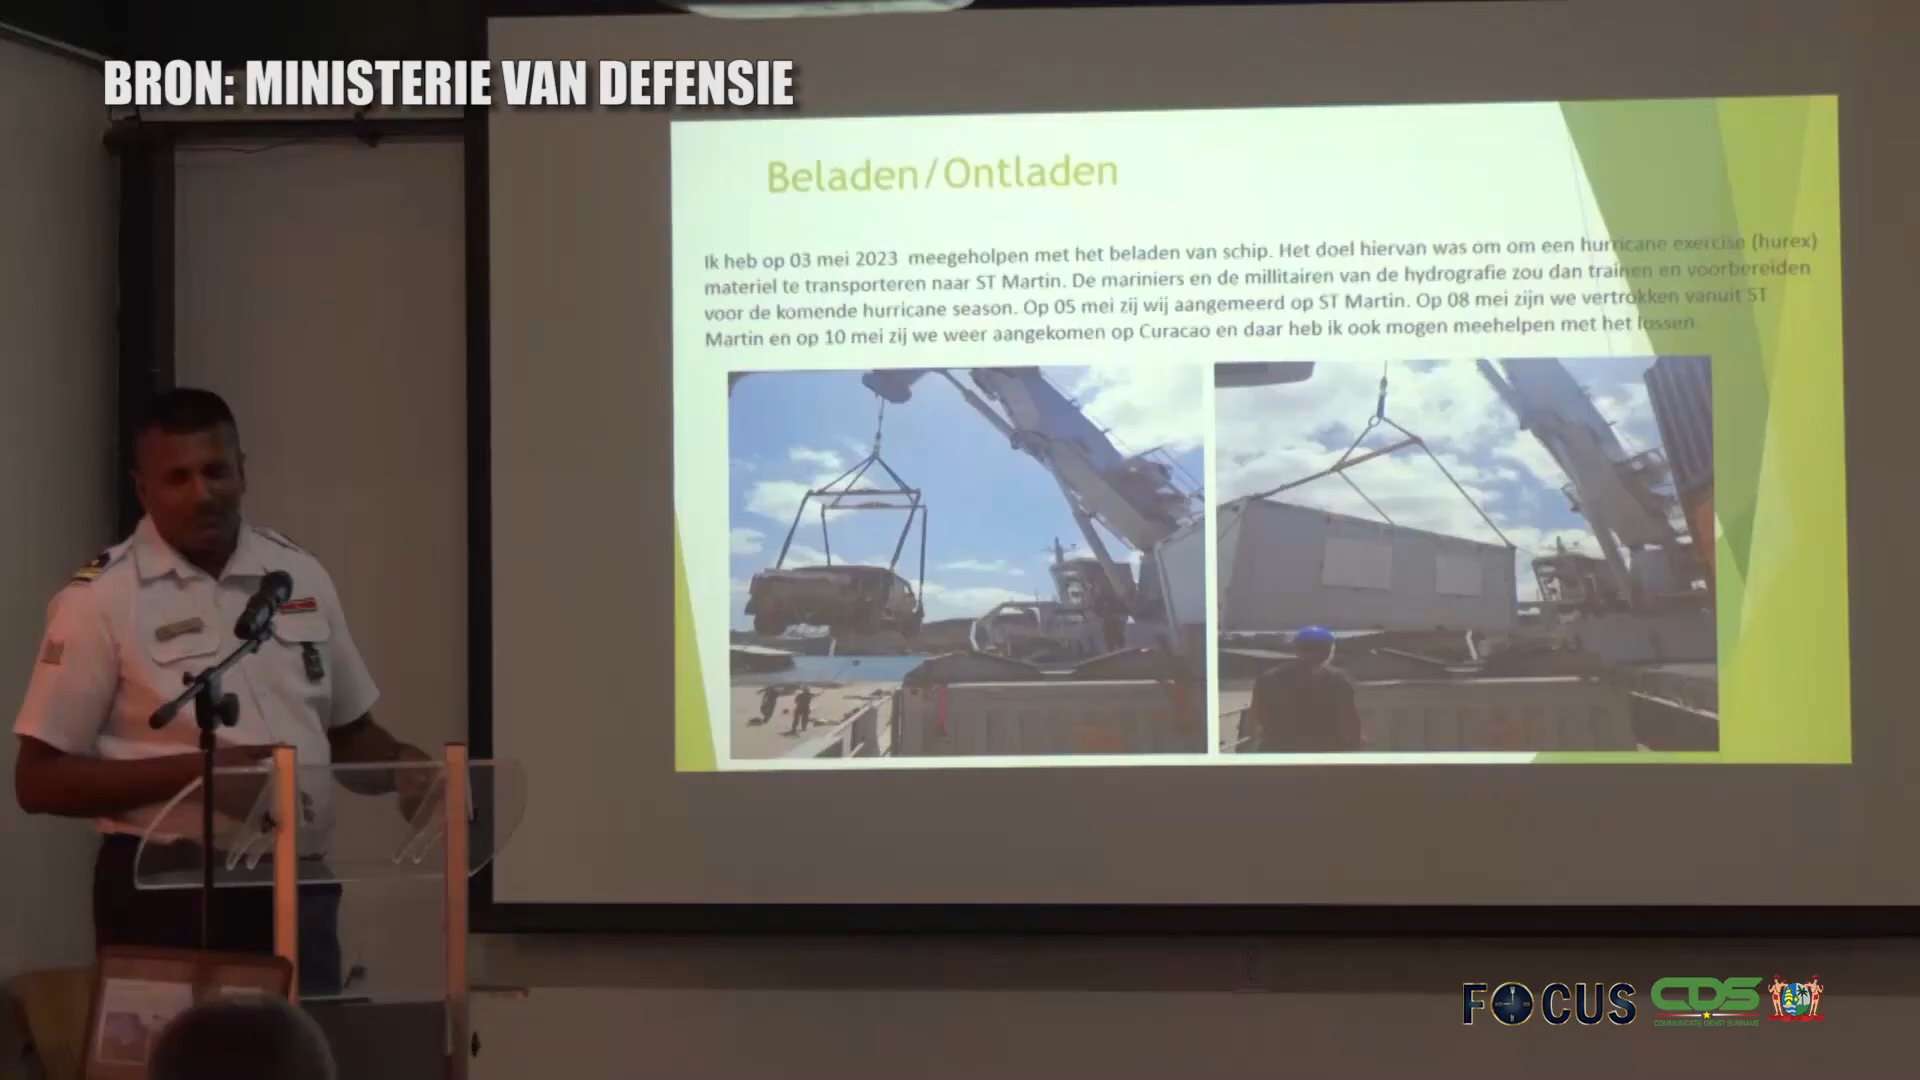 BRON: MINISTERIE VAN DEFENSIE
Beladen/Ontladen
Ik heb op 03 mei 2023 meegeholpen met het beladen van schip. Het doel hiervan was om om een hurricane exercise (hurex)
materiel te transporteren naar ST Martin. De mariniers en de millitairen van de hydrografie zou dan trainen en voorbereiden
voor de komende hurricane season. Op 05 mei zij wij aangemeerd op ST Martin. Op 08 mei zijn we vertrokken vanuit ST
Martin en op 10 mei zij we weer aangekomen op Curacao en daar heb ik ook mogen meehelpen met het lossen.
FOCUS
CDS
COMMUNICATIE DIENST SURINAME